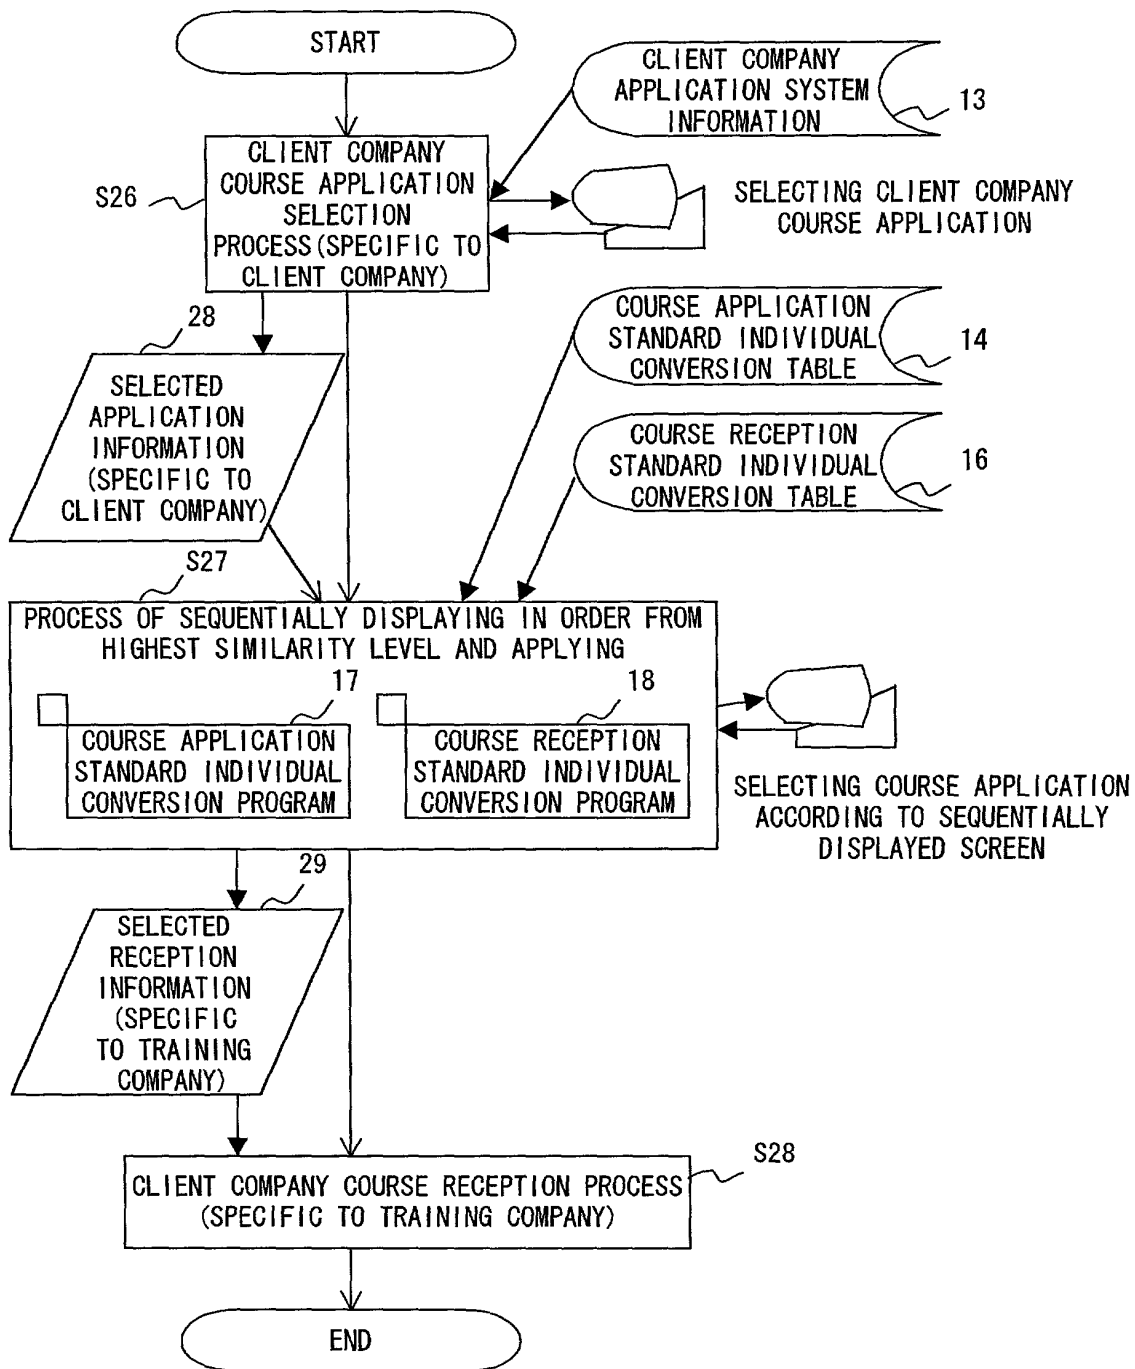 START
CLIENT COMPANY
APPLICATION SYSTEM
INFORMATION
13
CLIENT COMPANY
COURSE APPLICATION
SELECTION
PROCESS(SPECIFIC TO
CLIENT COMPANY)
S26
SELECTING CLIENT COMPANY
COURSE APPLICATION
28
SELECTED
APPLICATION
INFORMATION
(SPECIFIC TO
CLIENT COMPANY)
COURSE APPLICATION
STANDARD INDIVIDUAL
CONVERSION TABLE
14
COURSE RECEPTION
STANDARD INDIVIDUAL
CONVERSION TABLE
16
S27
PROCESS OF SEQUENTIALLY DISPLAYING IN ORDER FROM
HIGHEST SIMILARITY LEVEL AND APPLYING
17
COURSE APPLICATION
STANDARD INDIVIDUAL
CONVERSION PROGRAM
18
COURSE RECEPTION
STANDARD INDIVIDUAL
CONVERSION PROGRAM
SELECTING COURSE APPLICATION
ACCORDING TO SEQUENTIALLY
DISPLAYED SCREEN
29
SELECTED
RECEPTION
INFORMATION
(SPECIFIC
TO TRAINING
COMPANY)
S28
CLIENT COMPANY COURSE RECEPTION PROCESS
(SPECIFIC TO TRAINING COMPANY)
END